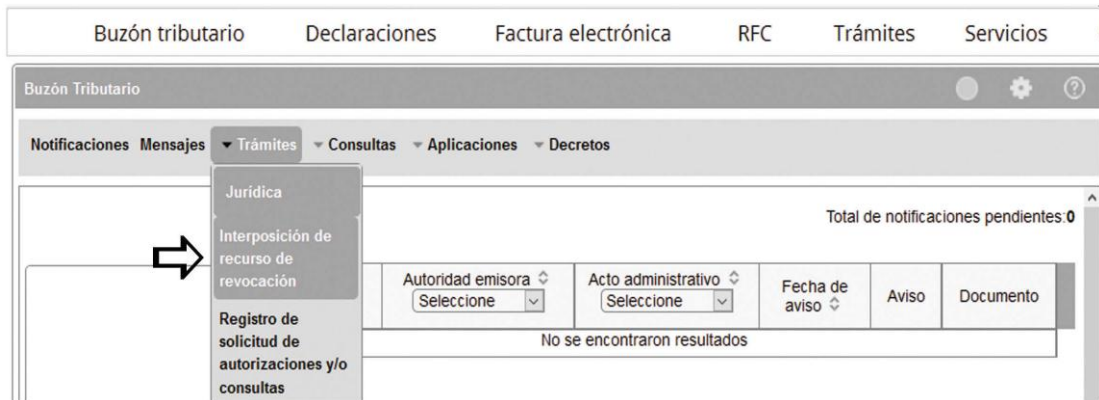 Buzón tributario Declaraciones Factura electrónica RFC Trámites Servicios
Buzón Tributario
Notificaciones Mensajes Trámites Consultas Aplicaciones Decretos
Jurídica
Interposición de
recurso de
revocación
Registro de
solicitud de
autorizaciones y/o
consultas
Total de notificaciones pendientes:0
Autoridad emisora
Seleccione
Acto administrativo
Seleccione
Fecha de
aviso
Aviso
Documento
No se encontraron resultados